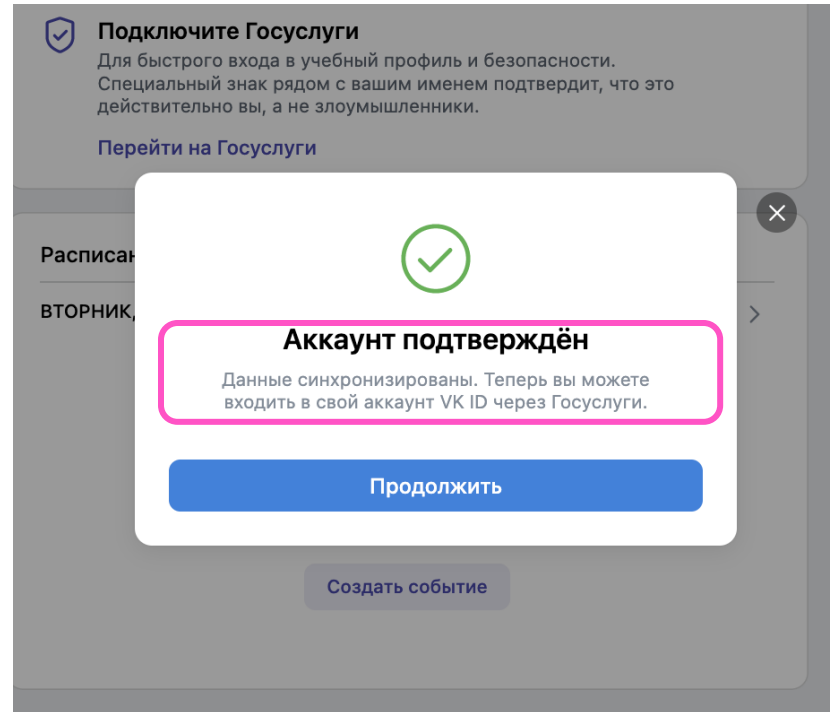 Подключите Госуслуги
Для быстрого входа в учебный профиль и безопасности.
Специальный знак рядом с вашим именем подтвердит, что это
действительно вы, а не злоумышленники.
Перейти на Госуслуги
ВТОРНИК,
Аккаунт подтверждён
Данные синхронизированы. Теперь вы можете
входить в свой аккаунт VK ID через Госуслуги.
Продолжить
Создать событие